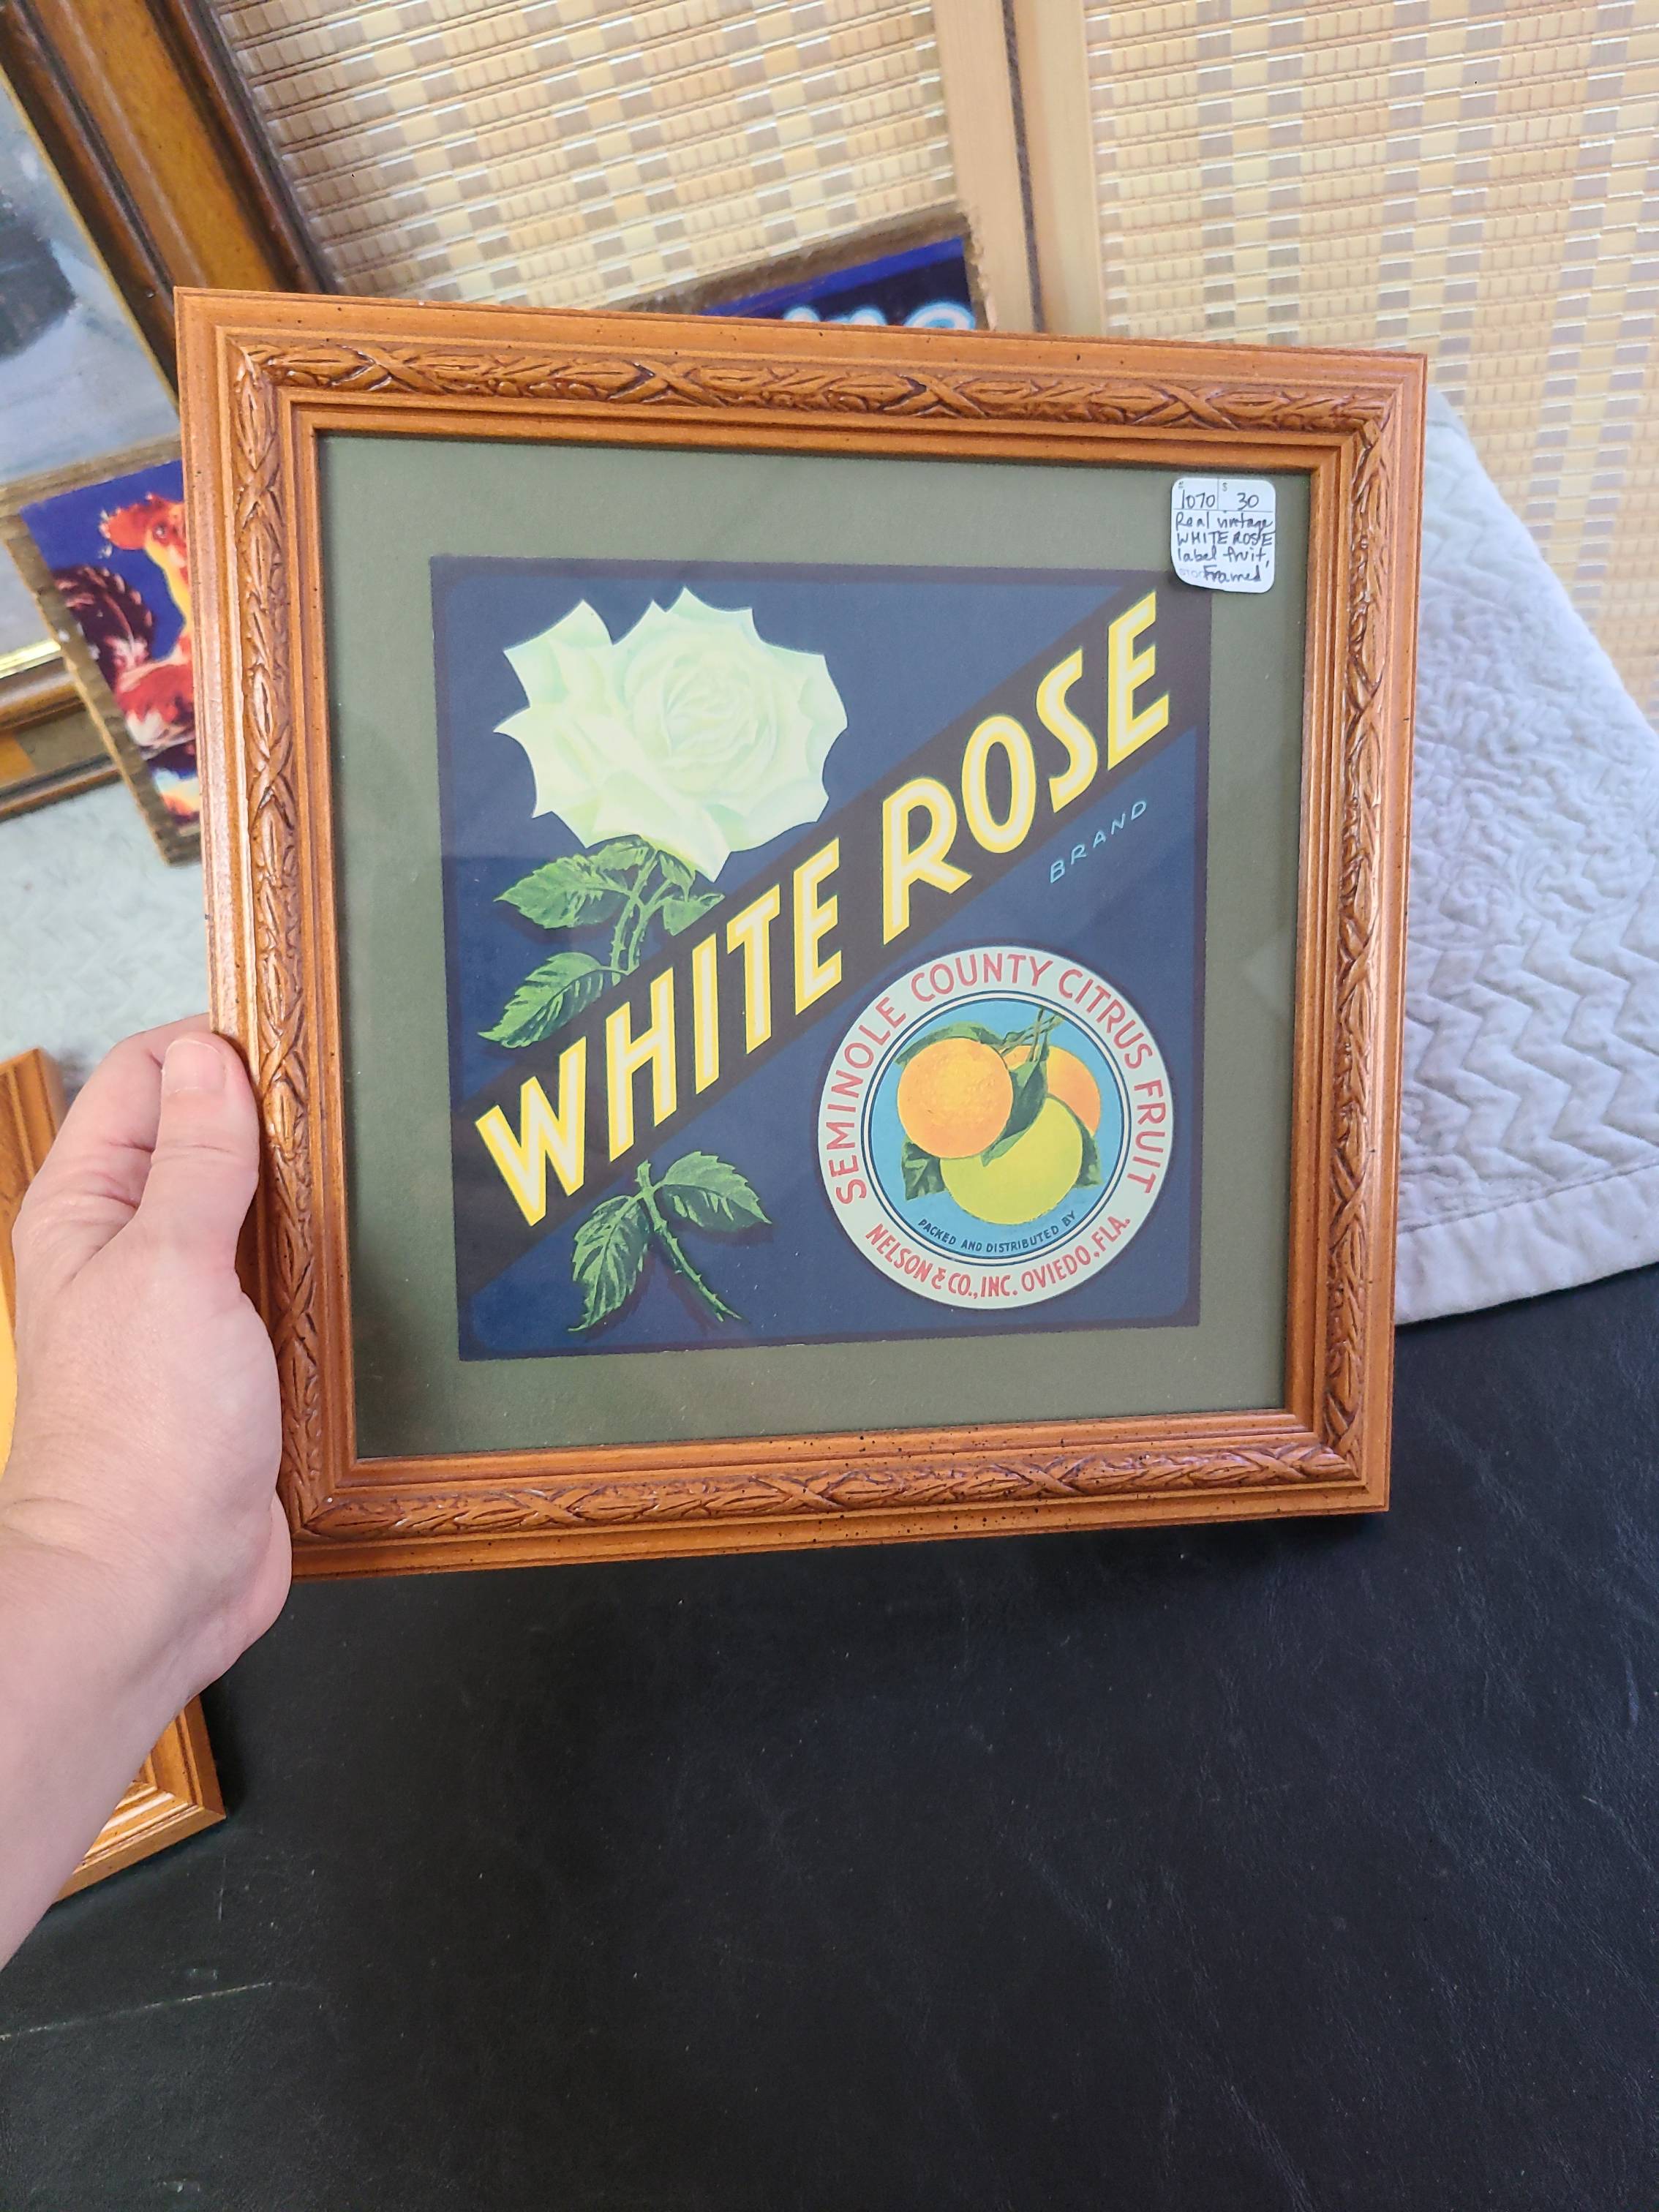 1070 $ 30
Real vintage
WHITE ROSE
label fruit,
Framed
WHITE ROSE
BRAND
SEMINOLE COUNTY CITRUS FRUIT
PACKED AND DISTRIBUTED BY
NELSON & CO., INC. OVIEDO, FLA.